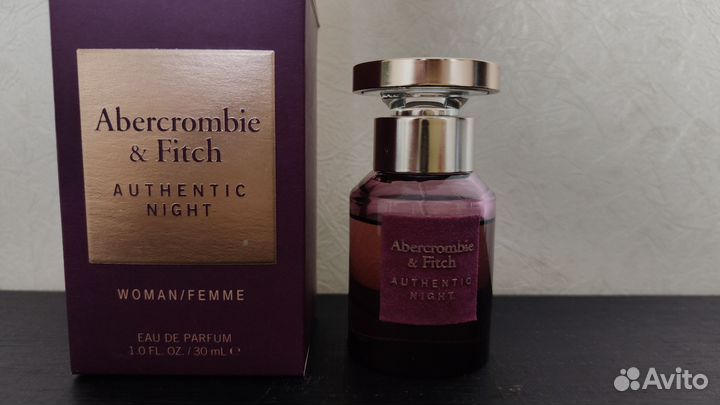 Abercrombie
& Fitch
AUTHENTIC
NIGHT
WOMAN/FEMME
EAU DE PARFUM
1.0 FL. OZ. / 30 mL ℮
Abercrombie
& Fitch
AUTHENTIC
NIGHT
Avito